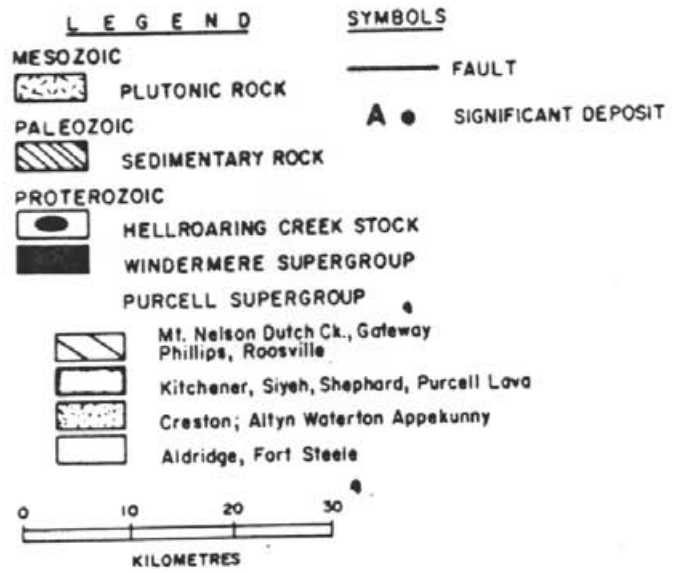 LEGEND
MESOZOIC
PLUTONIC ROCK
PALEOZOIC
SEDIMENTARY ROCK
PROTEROZOIC
HELLROARING CREEK STOCK
WINDERMERE SUPERGROUP
PURCELL SUPERGROUP
Mt. Nelson Dutch Ck., Gateway
Phillips, Roosville
Kitchener, Siyeh, Shephard, Purcell Lava
Creston; Altyn Waterton Appekunny
Aldridge, Fort Steele
0 10 20 30
KILOMETRES
SYMBOLS
FAULT
A SIGNIFICANT DEPOSIT